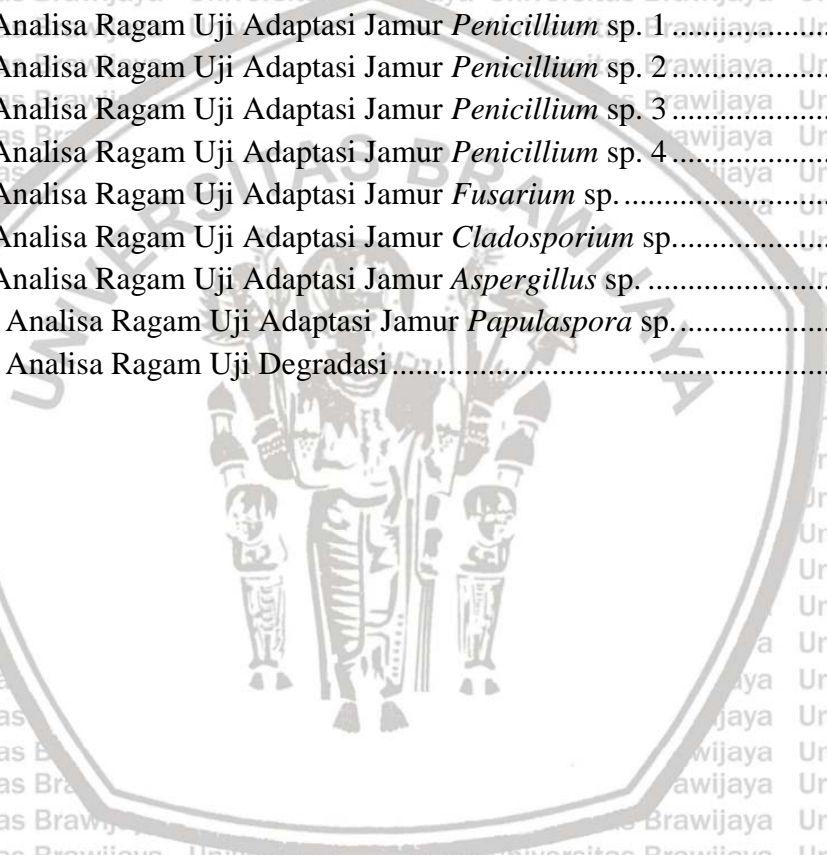 Analisa Ragam Uji Adaptasi Jamur Penicillium sp. 1.....................
Analisa Ragam Uji Adaptasi Jamur Penicillium sp. 2.....................
Analisa Ragam Uji Adaptasi Jamur Penicillium sp. 3.....................
Analisa Ragam Uji Adaptasi Jamur Penicillium sp. 4.....................
Analisa Ragam Uji Adaptasi Jamur Fusarium sp. ..........................
Analisa Ragam Uji Adaptasi Jamur Cladosporium sp.....................
Analisa Ragam Uji Adaptasi Jamur Aspergillus sp. ........................
Analisa Ragam Uji Adaptasi Jamur Papulaspora sp. ....................
Analisa Ragam Uji Degradasi.........................................................
UNIVERSITAS BRAWIJAYA